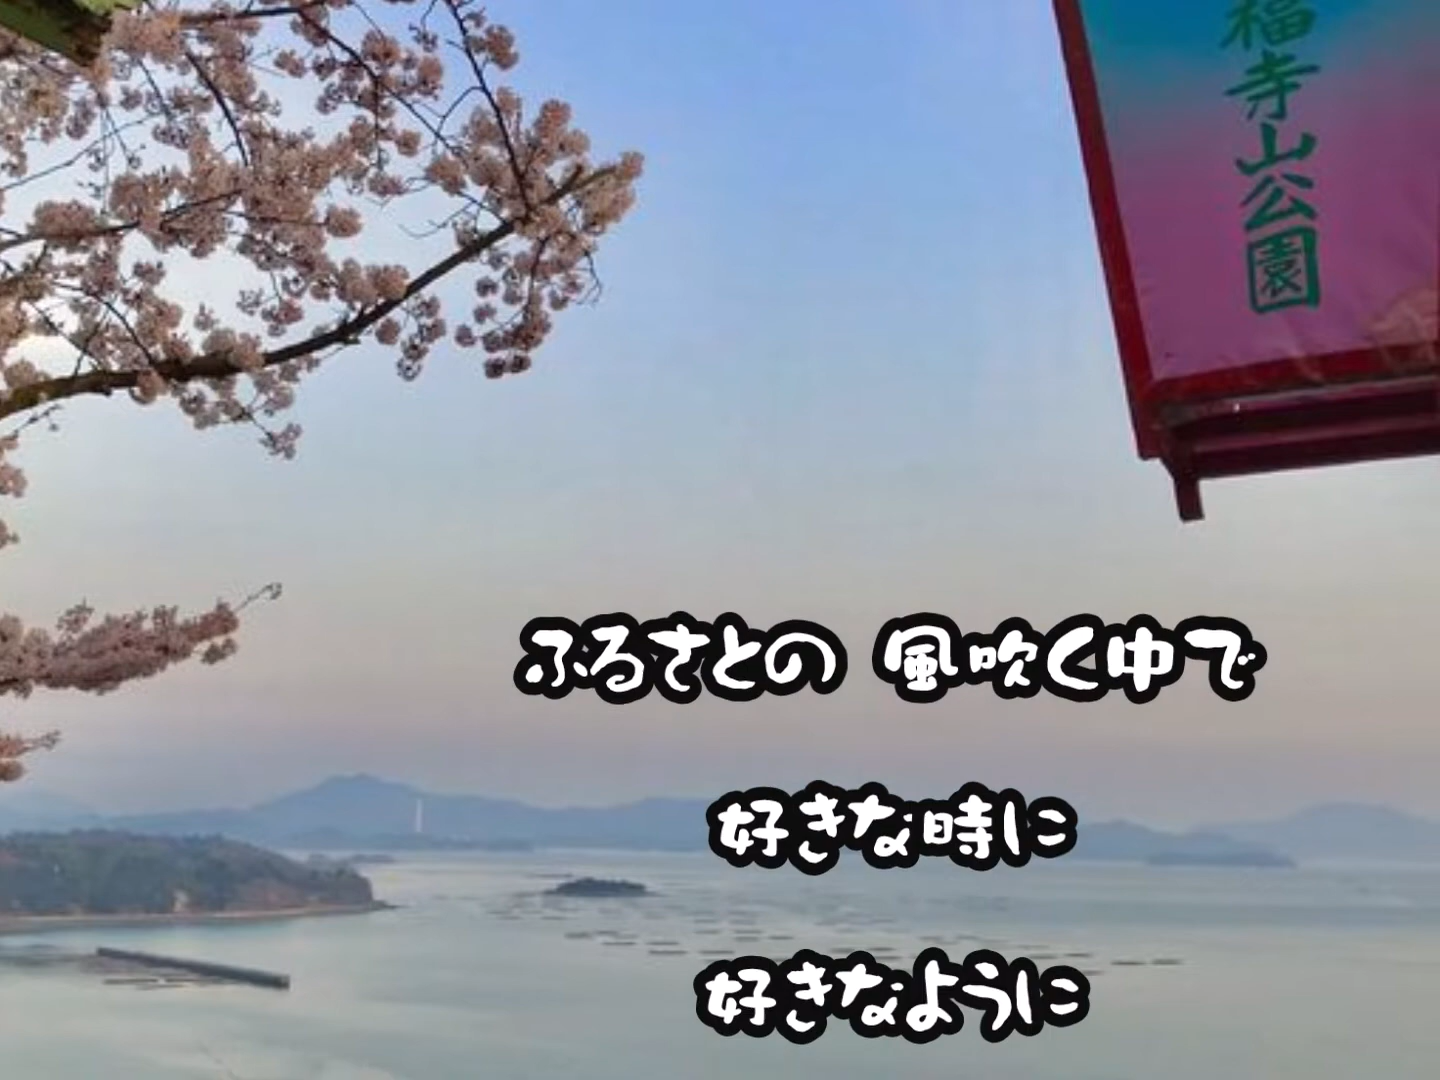 福寺山公園
ふるさとの 風吹く中で
好きな時に
好きなように